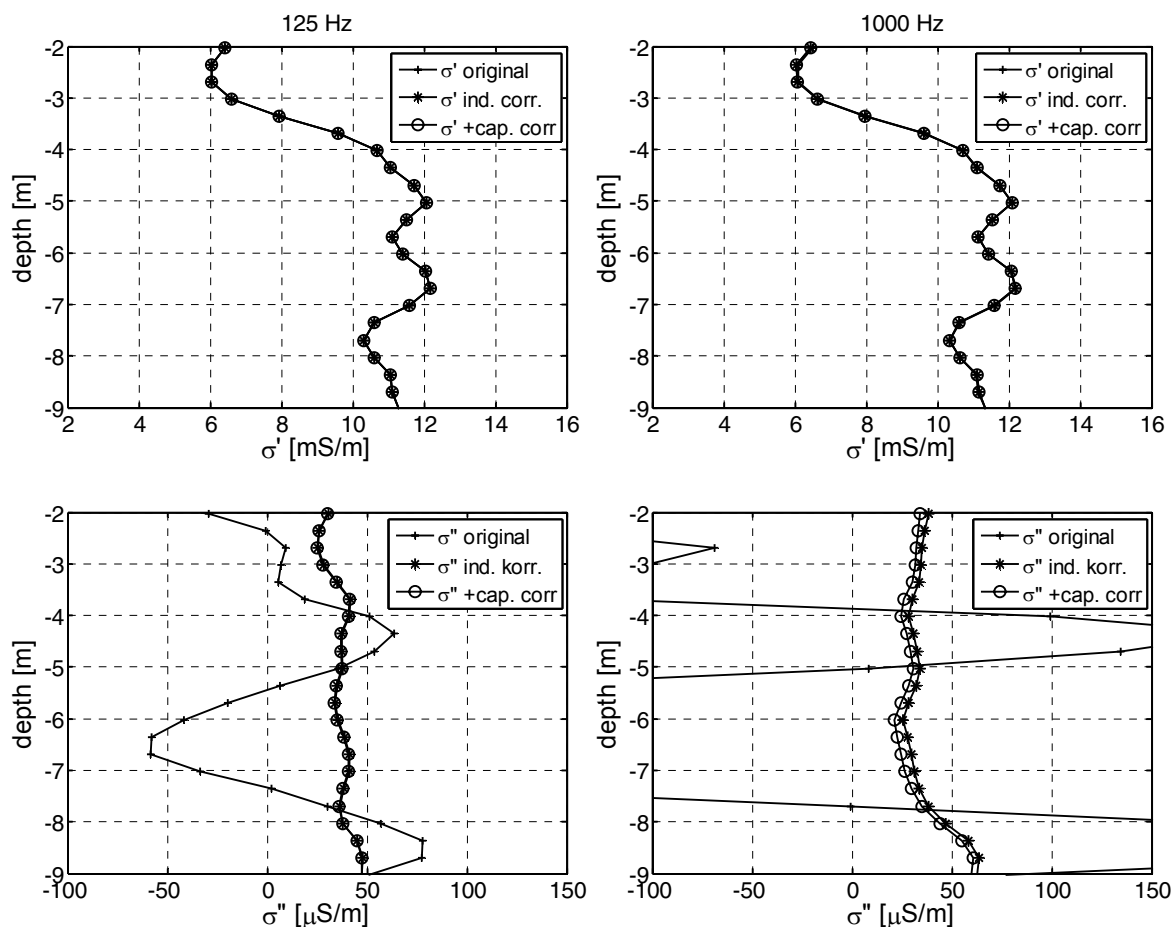 125 Hz
-2
-3
-4
-5
-6
-7
-8
-9
depth [m]
2
4
6
8
10
12
14
16
σ' [mS/m]
σ' original
σ' ind. corr.
σ' +cap. corr
1000 Hz
-2
-3
-4
-5
-6
-7
-8
-9
depth [m]
2
4
6
8
10
12
14
16
σ' [mS/m]
σ' original
σ' ind. corr.
σ' +cap. corr
-2
-3
-4
-5
-6
-7
-8
-9
depth [m]
-100
-50
0
50
100
150
σ" [μS/m]
σ" original
σ" ind. korr.
σ" +cap. corr
-2
-3
-4
-5
-6
-7
-8
-9
depth [m]
-100
-50
0
50
100
150
σ" [μS/m]
σ" original
σ" ind. korr.
σ" +cap. corr